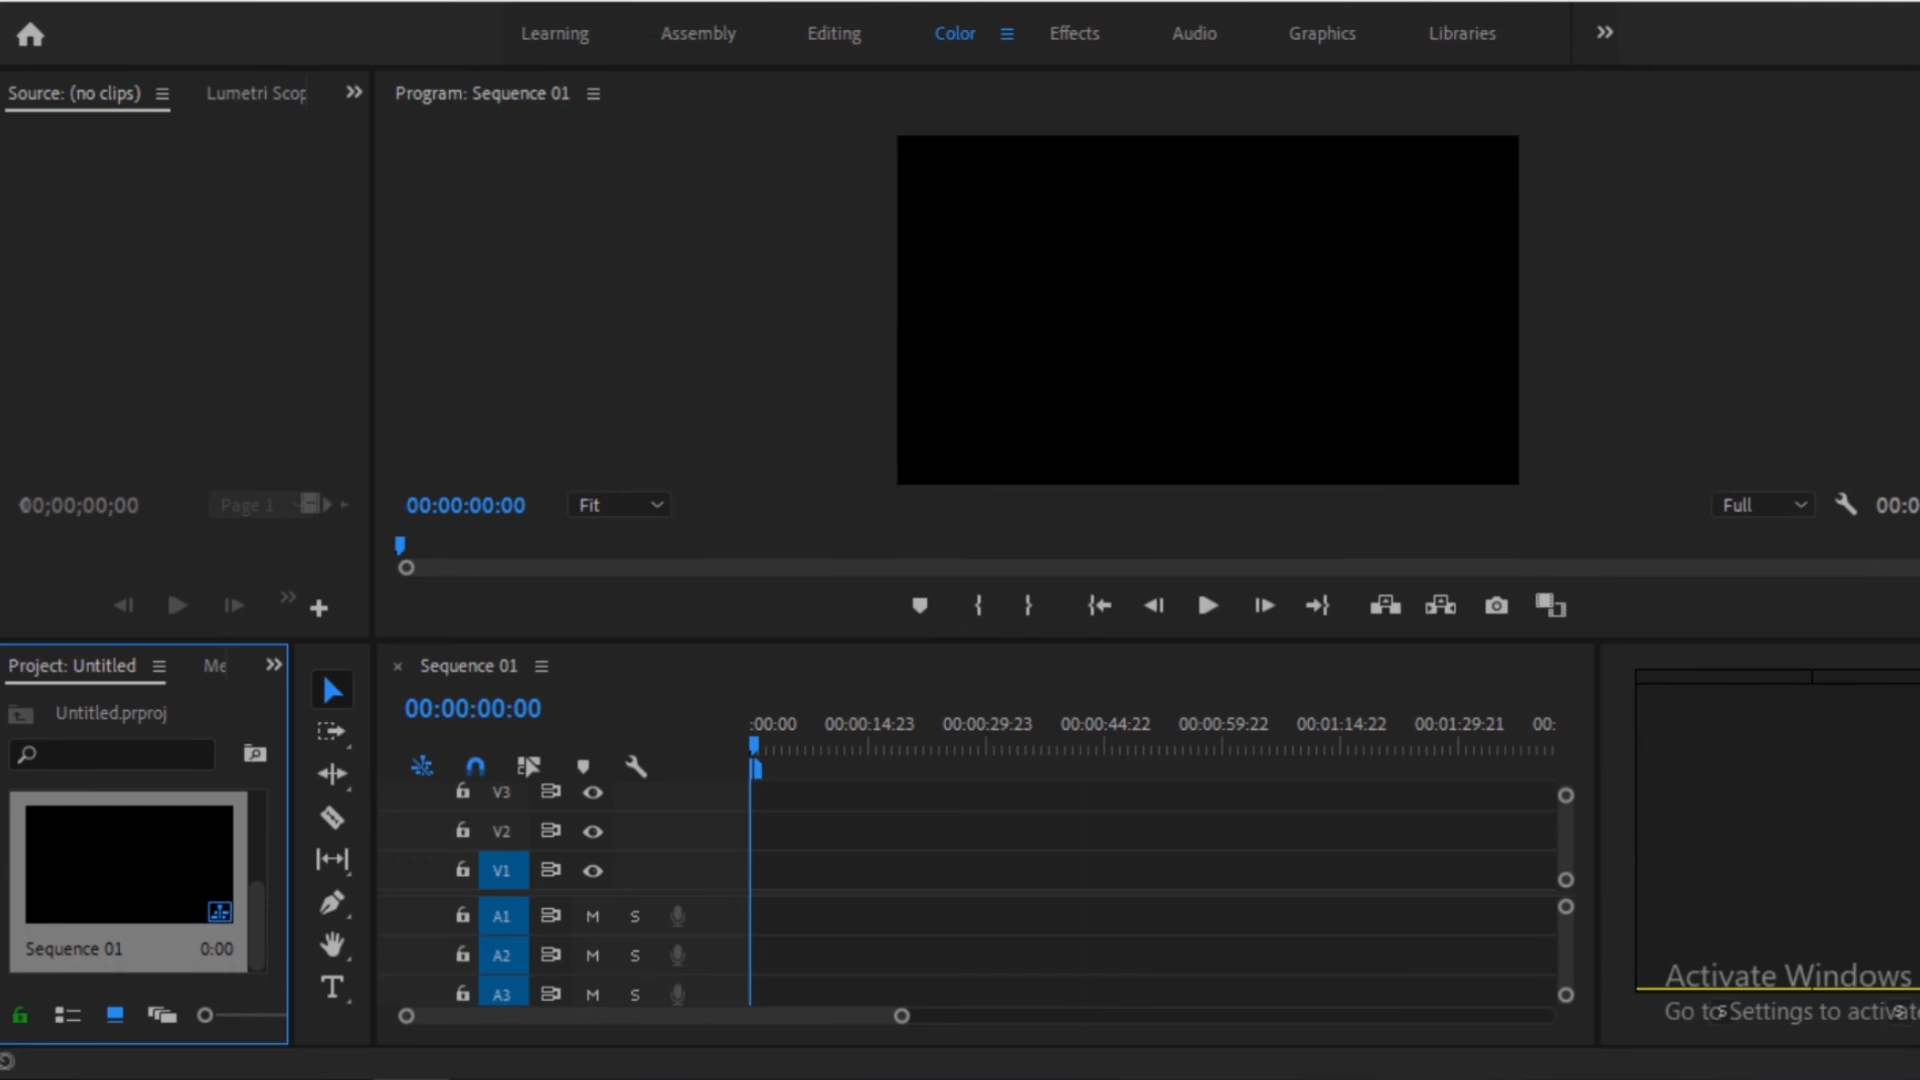 Learning Assembly Editing Color Effects Audio Graphics Libraries
Source: (no clips) Lumetri Scop
Program: Sequence 01
00;00;00;00 Page 1
00:00:00:00 Fit Full 00:0
Project: Untitled Me
Untitled.prproj
Sequence 01 0:00
Sequence 01
00:00:00:00
:00:00 00:00:14:23 00:00:29:23 00:00:44:22 00:00:59:22 00:01:14:22 00:01:29:21 00:
V3
V2
V1
A1 M S
A2 M S
A3 M S
T
Activate Windows
Go to Settings to activate
S S